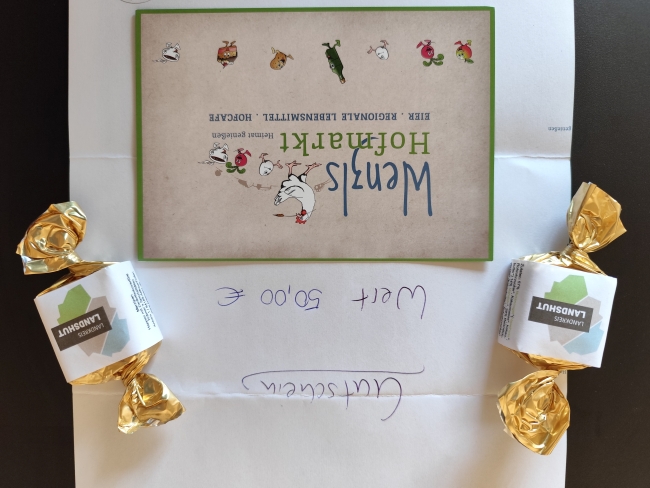 Gutschein
Wert 50,00 €
Wenzls
Hofmarkt
Heimat genießen
EIER . REGIONALE LEBENSMITTEL . HOFCAFE
LANDKREIS
LANDSHUT
LANDKREIS
LANDSHUT